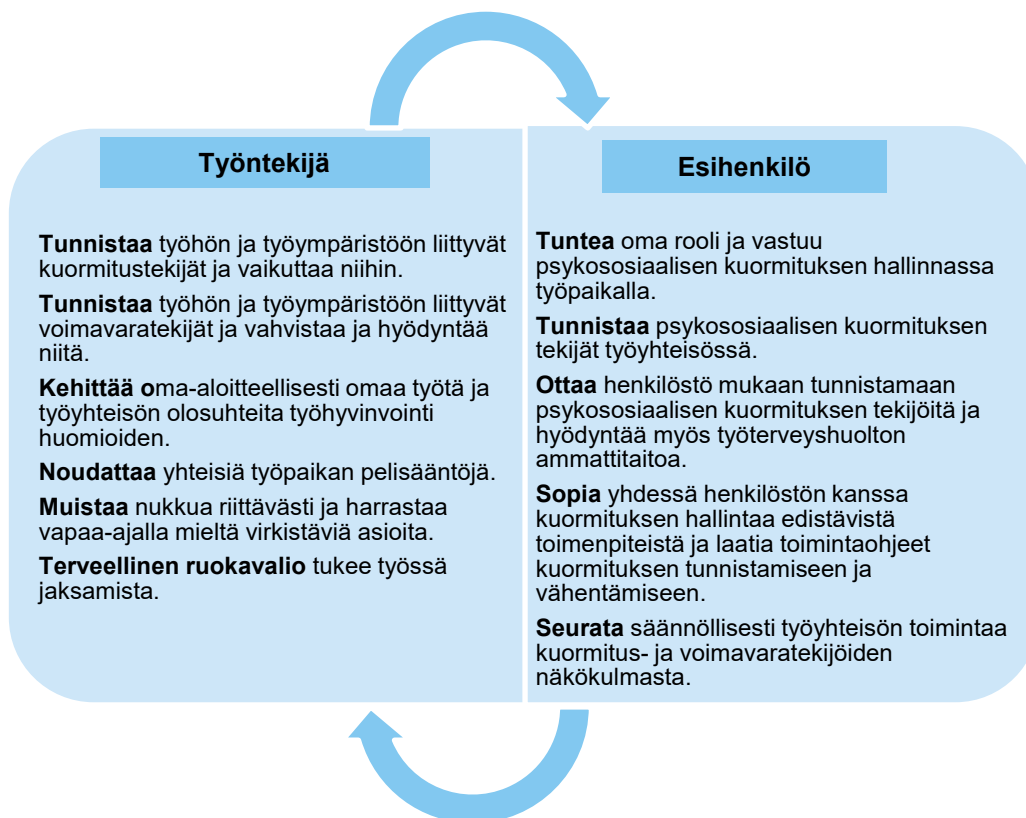 Työntekijä
Tunnistaa työhön ja työympäristöön liittyvät
kuormitustekijät ja vaikuttaa niihin.
Tunnistaa työhön ja työympäristöön liittyvät
voimavaratekijät ja vahvistaa ja hyödyntää
niitä.
Kehittää oma-aloitteellisesti omaa työtä ja
työyhteisön olosuhteita työhyvinvointi
huomioiden.
Noudattaa yhteisiä työpaikan pelisääntöjä.
Muistaa nukkua riittävästi ja harrastaa
vapaa-ajalla mieltä virkistäviä asioita.
Terveellinen ruokavalio tukee työssä
jaksamista.
Esihenkilö
Tuntea oma rooli ja vastuu
psykososiaalisen kuormituksen hallinnassa
työpaikalla.
Tunnistaa psykososiaalisen kuormituksen
tekijät työyhteisössä.
Ottaa henkilöstö mukaan tunnistamaan
psykososiaalisen kuormituksen tekijöitä ja
hyödyntää myös työterveyshuolton
ammattitaitoa.
Sopia yhdessä henkilöstön kanssa
kuormituksen hallintaa edistävistä
toimenpiteistä ja laatia toimintaohjeet
kuormituksen tunnistamiseen ja
vähentämiseen.
Seurata säännöllisesti työyhteisön toimintaa
kuormitus- ja voimavaratekijöiden
näkökulmasta.